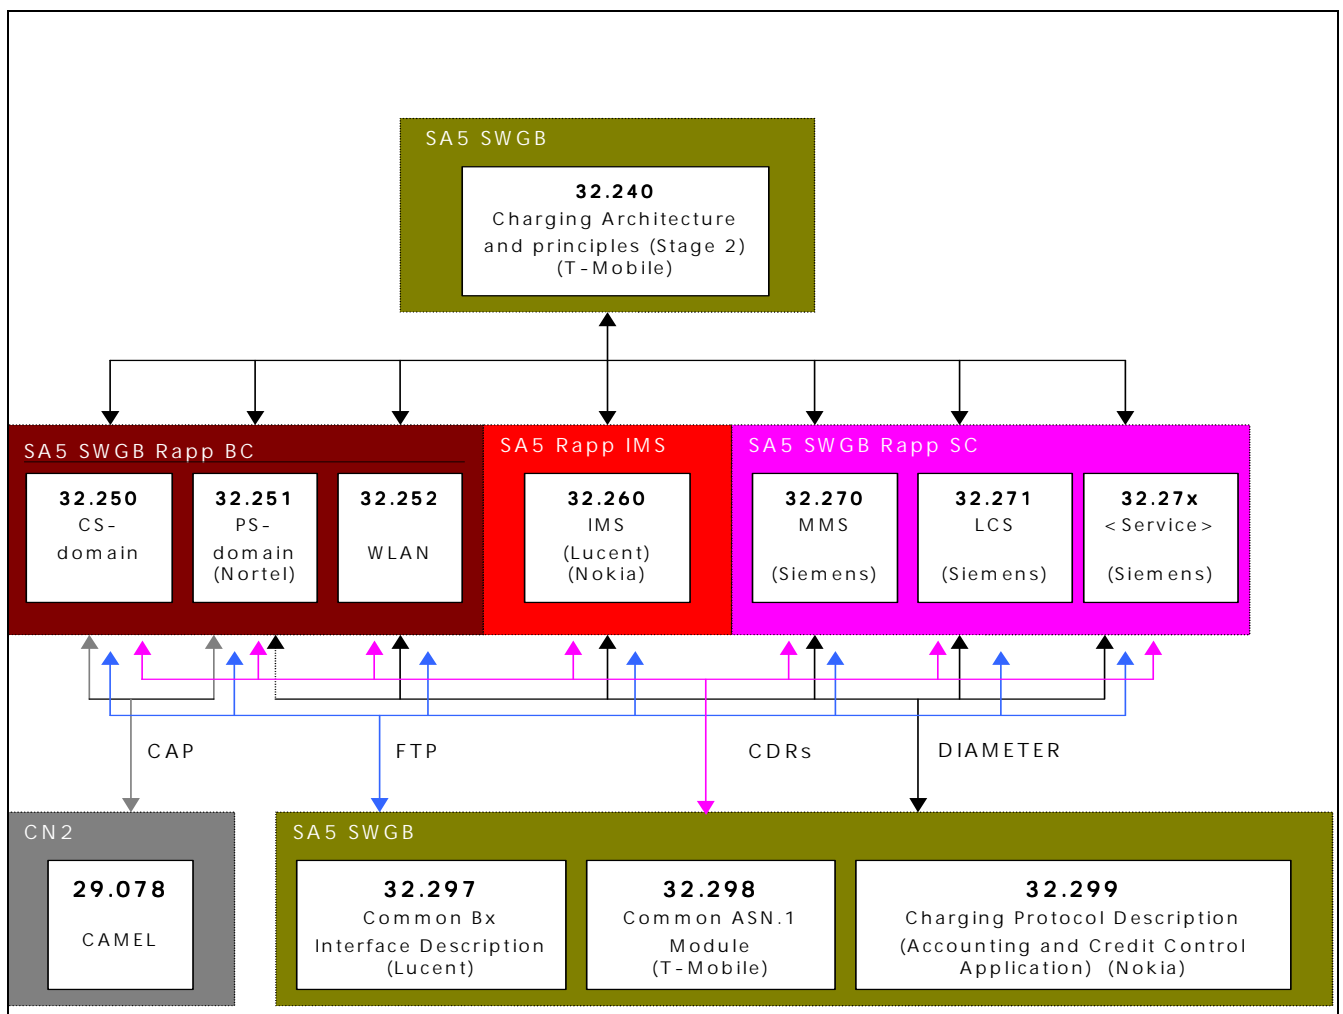 SA5 SWGB
32.240
Charging Architecture
and principles (Stage 2)
(T-Mobile)
SA5 SWGB Rapp BC
32.250
CS-
domain
32.251
PS-
domain
(Nortel)
32.252
WLAN
SA5 Rapp IMS
32.260
IMS
(Lucent)
(Nokia)
SA5 SWGB Rapp SC
32.270
MMS
(Siemens)
32.271
LCS
(Siemens)
32.27x
<Service>
(Siemens)
CAP
FTP
CDRs
DIAMETER
CN2
29.078
CAMEL
SA5 SWGB
32.297
Common Bx
Interface Description
(Lucent)
32.298
Common ASN.1
Module
(T-Mobile)
32.299
Charging Protocol Description
(Accounting and Credit Control
Application) (Nokia)